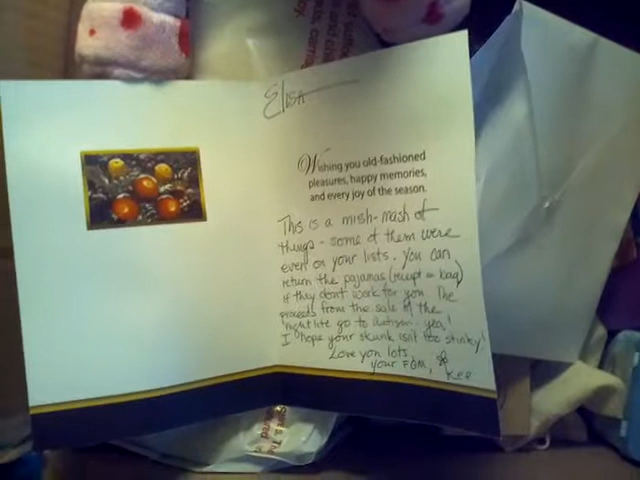 Elisa
Wishing you old-fashioned
pleasures, happy memories,
and every joy of the season.
This is a mish-mash of
things - some of them were
even on your lists. You can
return the pajamas (receipt in bag)
if they don't work for you. The
proceeds from the sale of the
nightlite go to Autism - yea!
I hope your skunk isn't too stinky!
Love you lots,
your FGM,